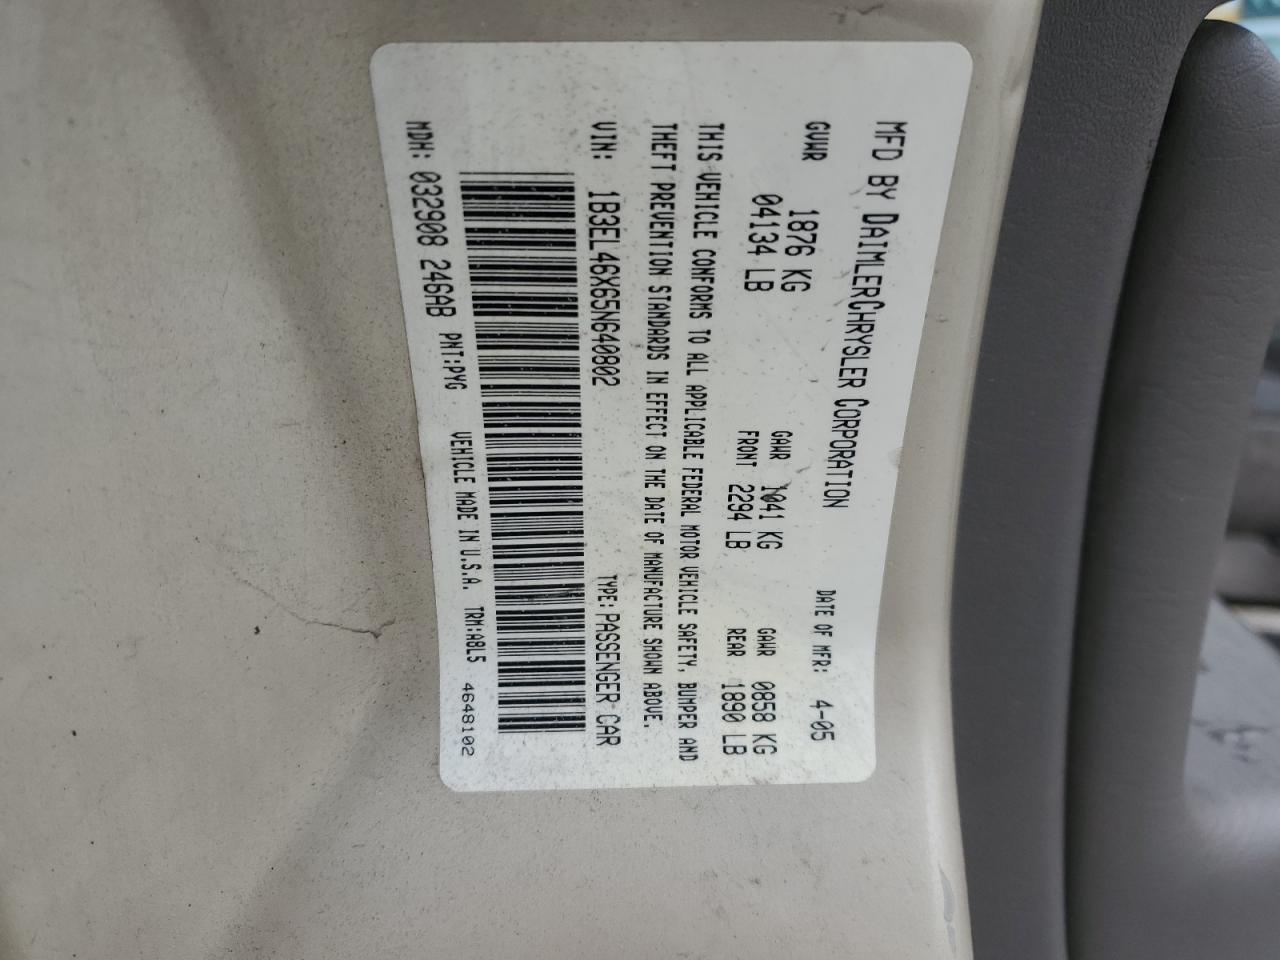 MFD BY DAIMLERCHRYSLER CORPORATION
DATE OF MFR: 4-05
GVWR 1876 KG
04134 LB
GAWR 1041 KG
FRONT 2294 LB
GAWR 0858 KG
REAR 1890 LB
THIS VEHICLE CONFORMS TO ALL APPLICABLE FEDERAL MOTOR VEHICLE SAFETY, BUMPER AND
THEFT PREVENTION STANDARDS IN EFFECT ON THE DATE OF MANUFACTURE SHOWN ABOVE.
VIN: 1B3EL46X65N640802 TYPE: PASSENGER CAR
MDH: 032908 246AB PNT:PYG VEHICLE MADE IN U.S.A. TRM:A8L5 4648102